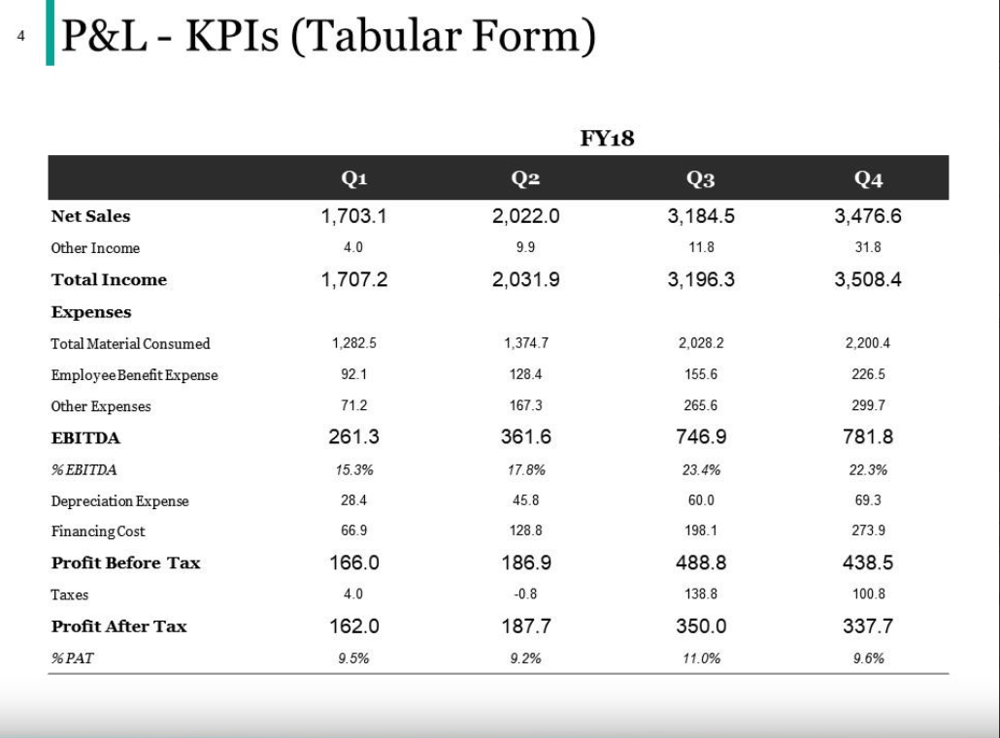 4
P&L - KPIs (Tabular Form)
FY18
Q1 Q2 Q3 Q4
Net Sales 1,703.1 2,022.0 3,184.5 3,476.6
Other Income 4.0 9.9 11.8 31.8
Total Income 1,707.2 2,031.9 3,196.3 3,508.4
Expenses
Total Material Consumed 1,282.5 1,374.7 2,028.2 2,200.4
Employee Benefit Expense 92.1 128.4 155.6 226.5
Other Expenses 71.2 167.3 265.6 299.7
EBITDA 261.3 361.6 746.9 781.8
% EBITDA 15.3% 17.8% 23.4% 22.3%
Depreciation Expense 28.4 45.8 60.0 69.3
Financing Cost 66.9 128.8 198.1 273.9
Profit Before Tax 166.0 186.9 488.8 438.5
Taxes 4.0 -0.8 138.8 100.8
Profit After Tax 162.0 187.7 350.0 337.7
% PAT 9.5% 9.2% 11.0% 9.6%